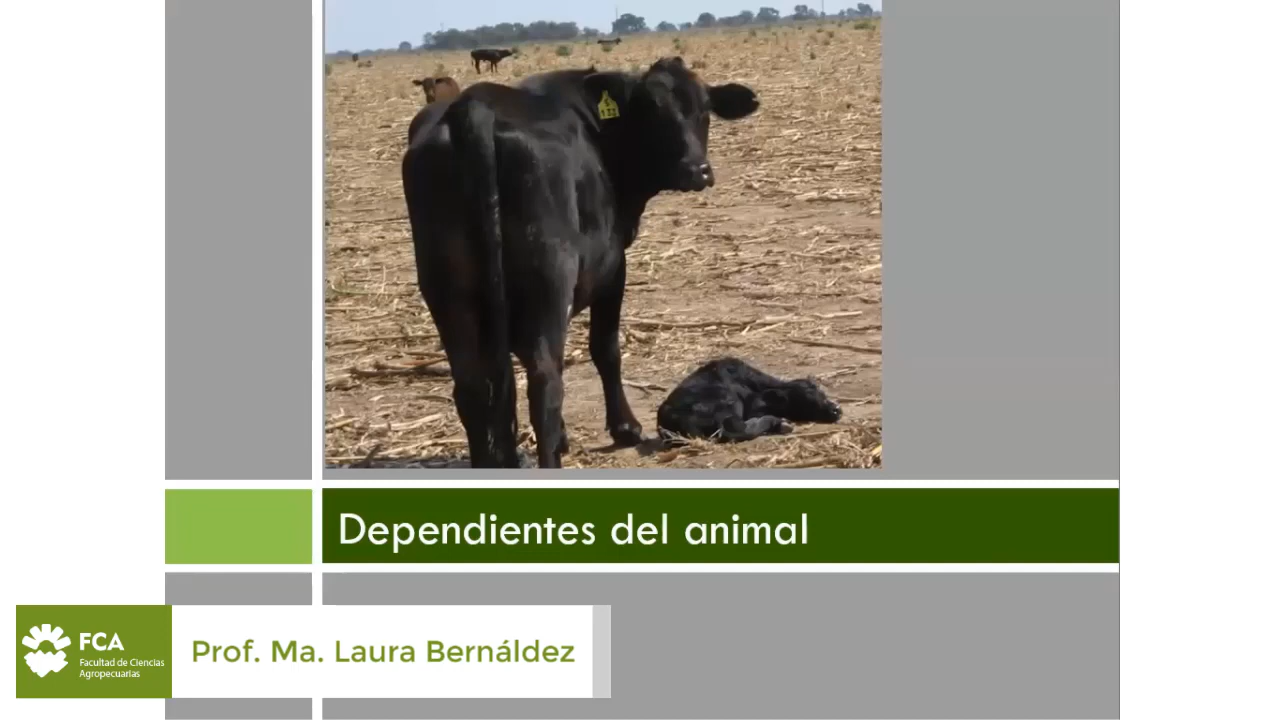 Dependientes del animal
FCA
Facultad de Ciencias
Agropecuarias
Prof. Ma. Laura Bernáldez